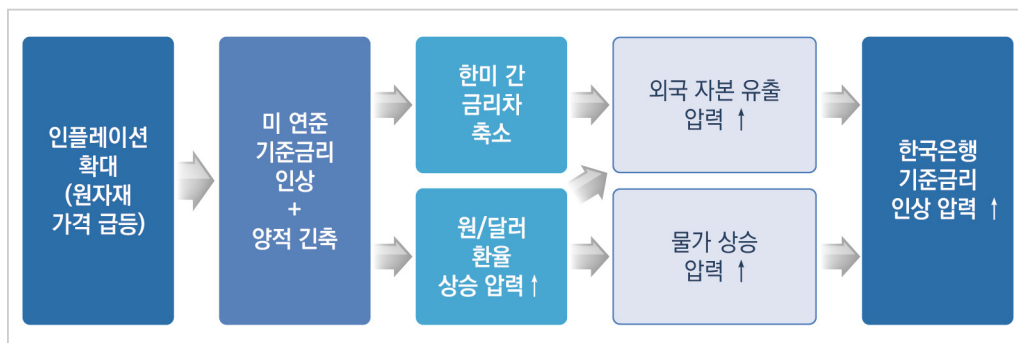 인플레이션
확대
(원자재
가격 급등)
미 연준
기준금리
인상
+
양적 긴축
한미 간
금리차
축소
원/달러
환율
상승 압력↑
외국 자본 유출
압력 ↑
물가 상승
압력 ↑
한국은행
기준금리
인상 압력 ↑